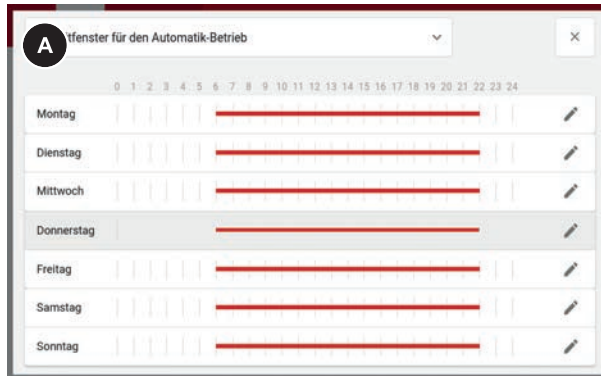 A
tfenster für den Automatik-Betrieb
0 1 2 3 4 5 6 7 8 9 10 11 12 13 14 15 16 17 18 19 20 21 22 23 24
Montag
Dienstag
Mittwoch
Donnerstag
Freitag
Samstag
Sonntag